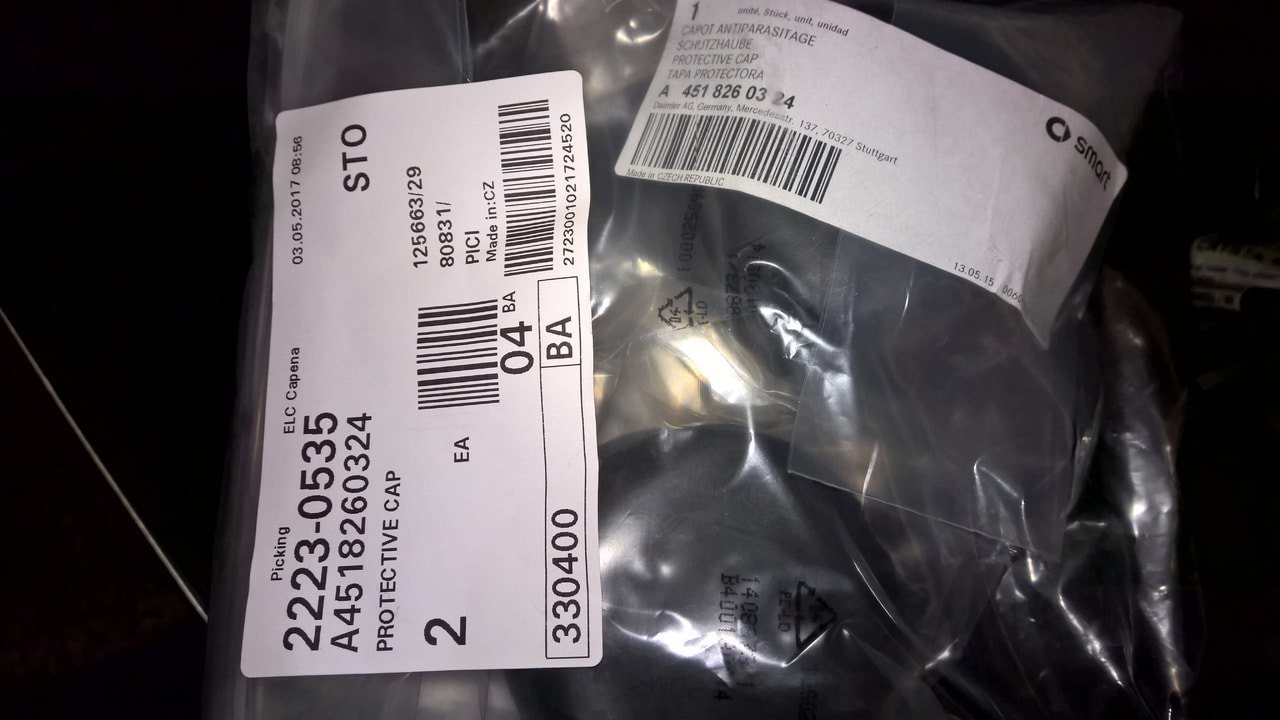 Picking
ELC Capena
03.05.2017 08:56
2223-0535
STO
A4518260324
PROTECTIVE CAP
125663/29
80831/
PCI
Made in:CZ
2
EA
04
BA
330400
BA
2723001021724520
1 unité, Stück, unit, unidad
CAPOT ANTIPARASITAGE
SCHUTZHAUBE
PROTECTIVE CAP
TAPA PROTECTORA
A 451 826 03 24
Daimler AG, Germany, Mercedesstr. 137, 70327 Stuttgart
Made in CZECH REPUBLIC
smart
13.05.15
04